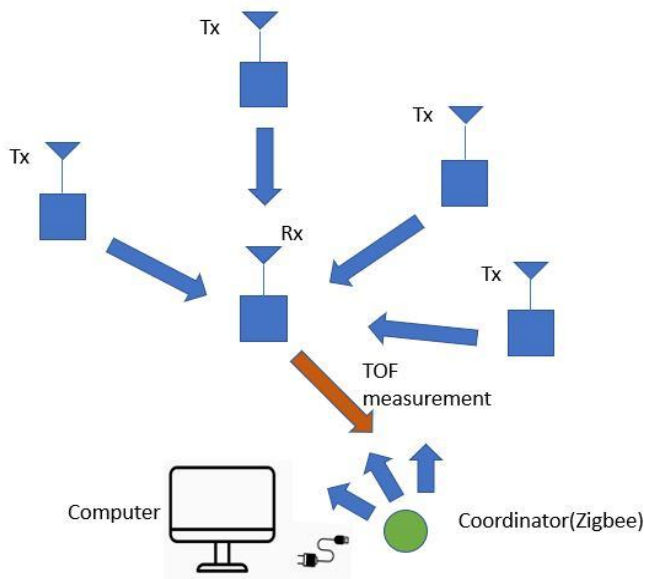 Tx
Tx
Tx
Rx
Tx
TOF
measurement
Computer
Coordinator(Zigbee)